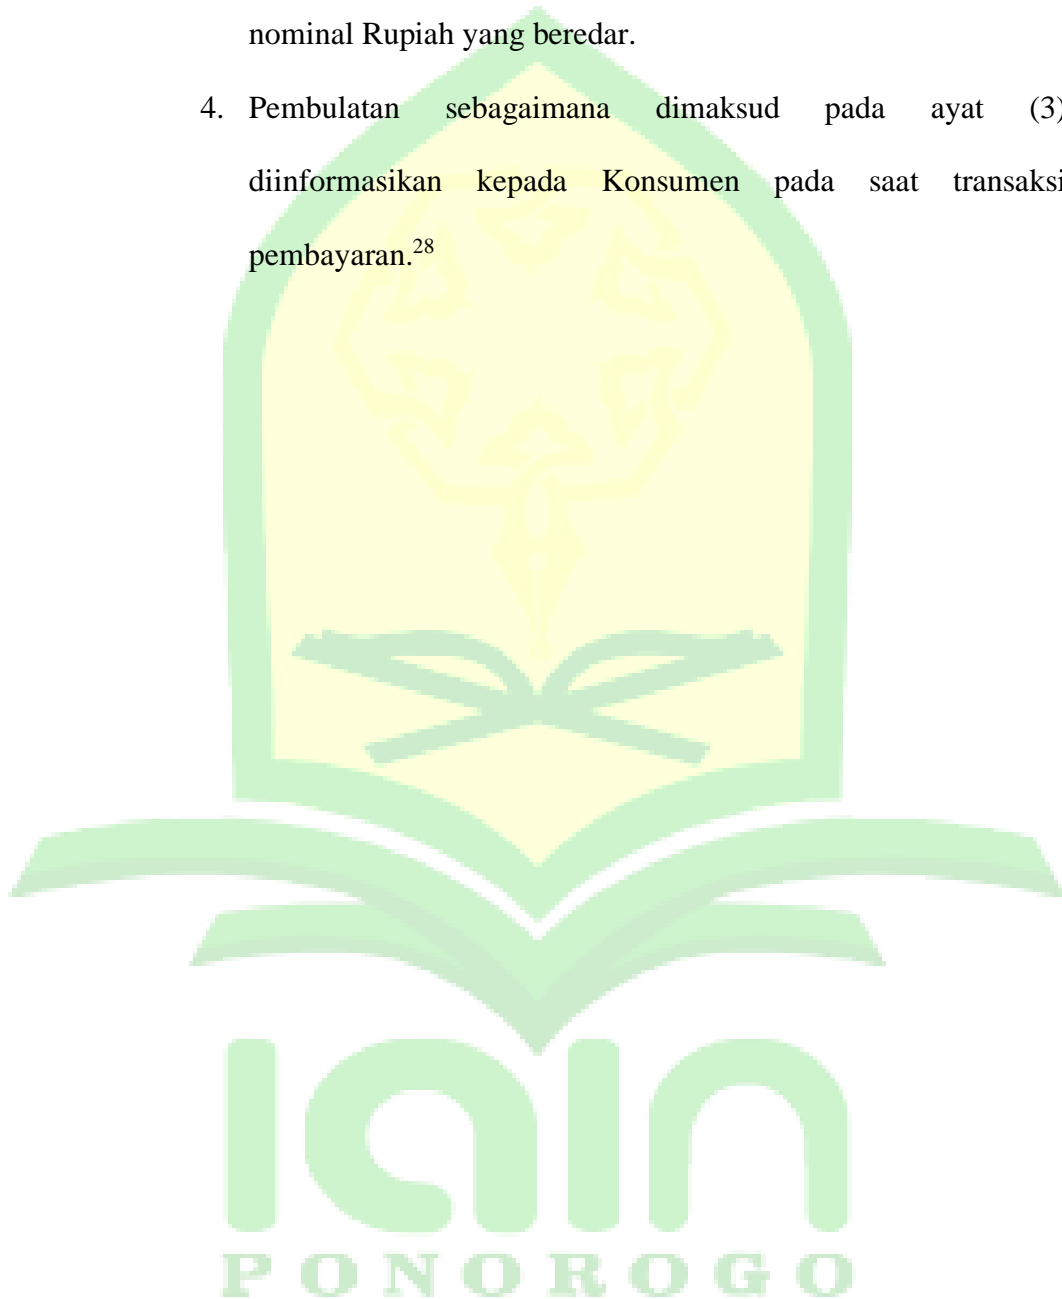 nominal Rupiah yang beredar.
4. Pembulatan sebagaimana dimaksud pada ayat (3)
diinformasikan kepada Konsumen pada saat transaksi
pembayaran.28
iain
PONOROGO